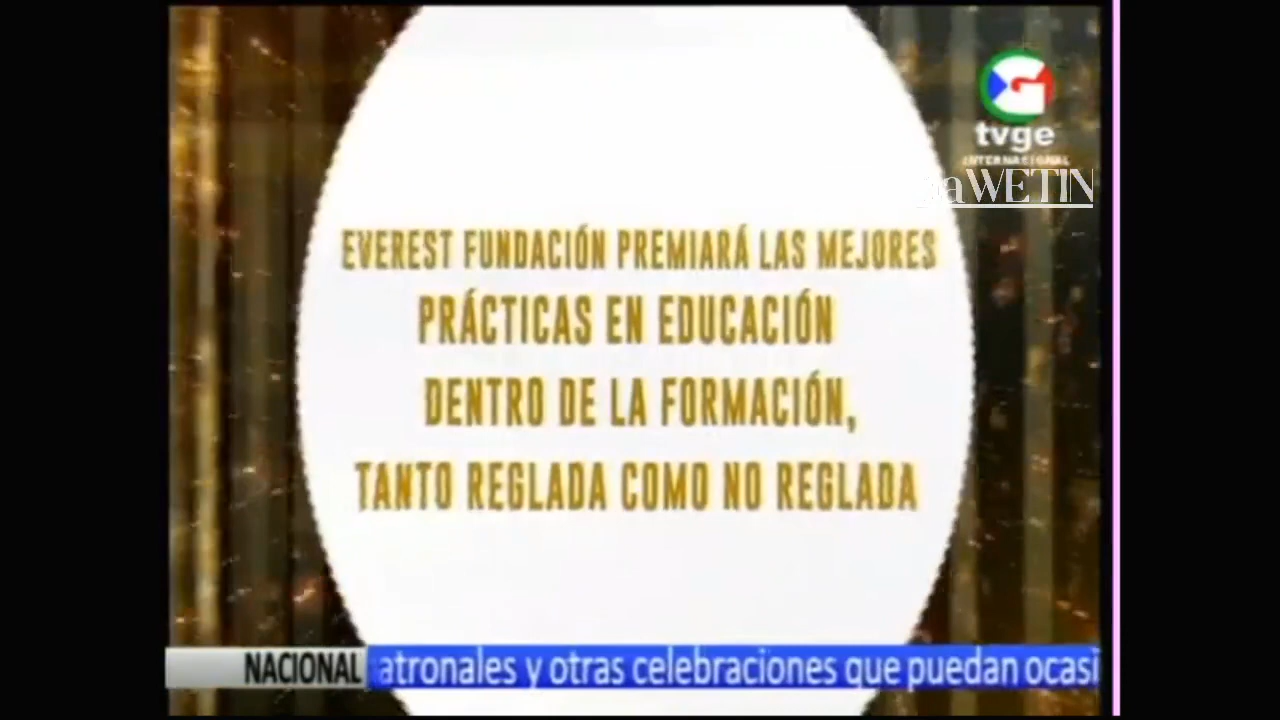 tvge
INTERNACIONAL
WETIN
EVEREST FUNDACIÓN PREMIARÁ LAS MEJORES
PRÁCTICAS EN EDUCACIÓN
DENTRO DE LA FORMACIÓN,
TANTO REGLADA COMO NO REGLADA
NACIONAL atronales y otras celebraciones que puedan ocasi